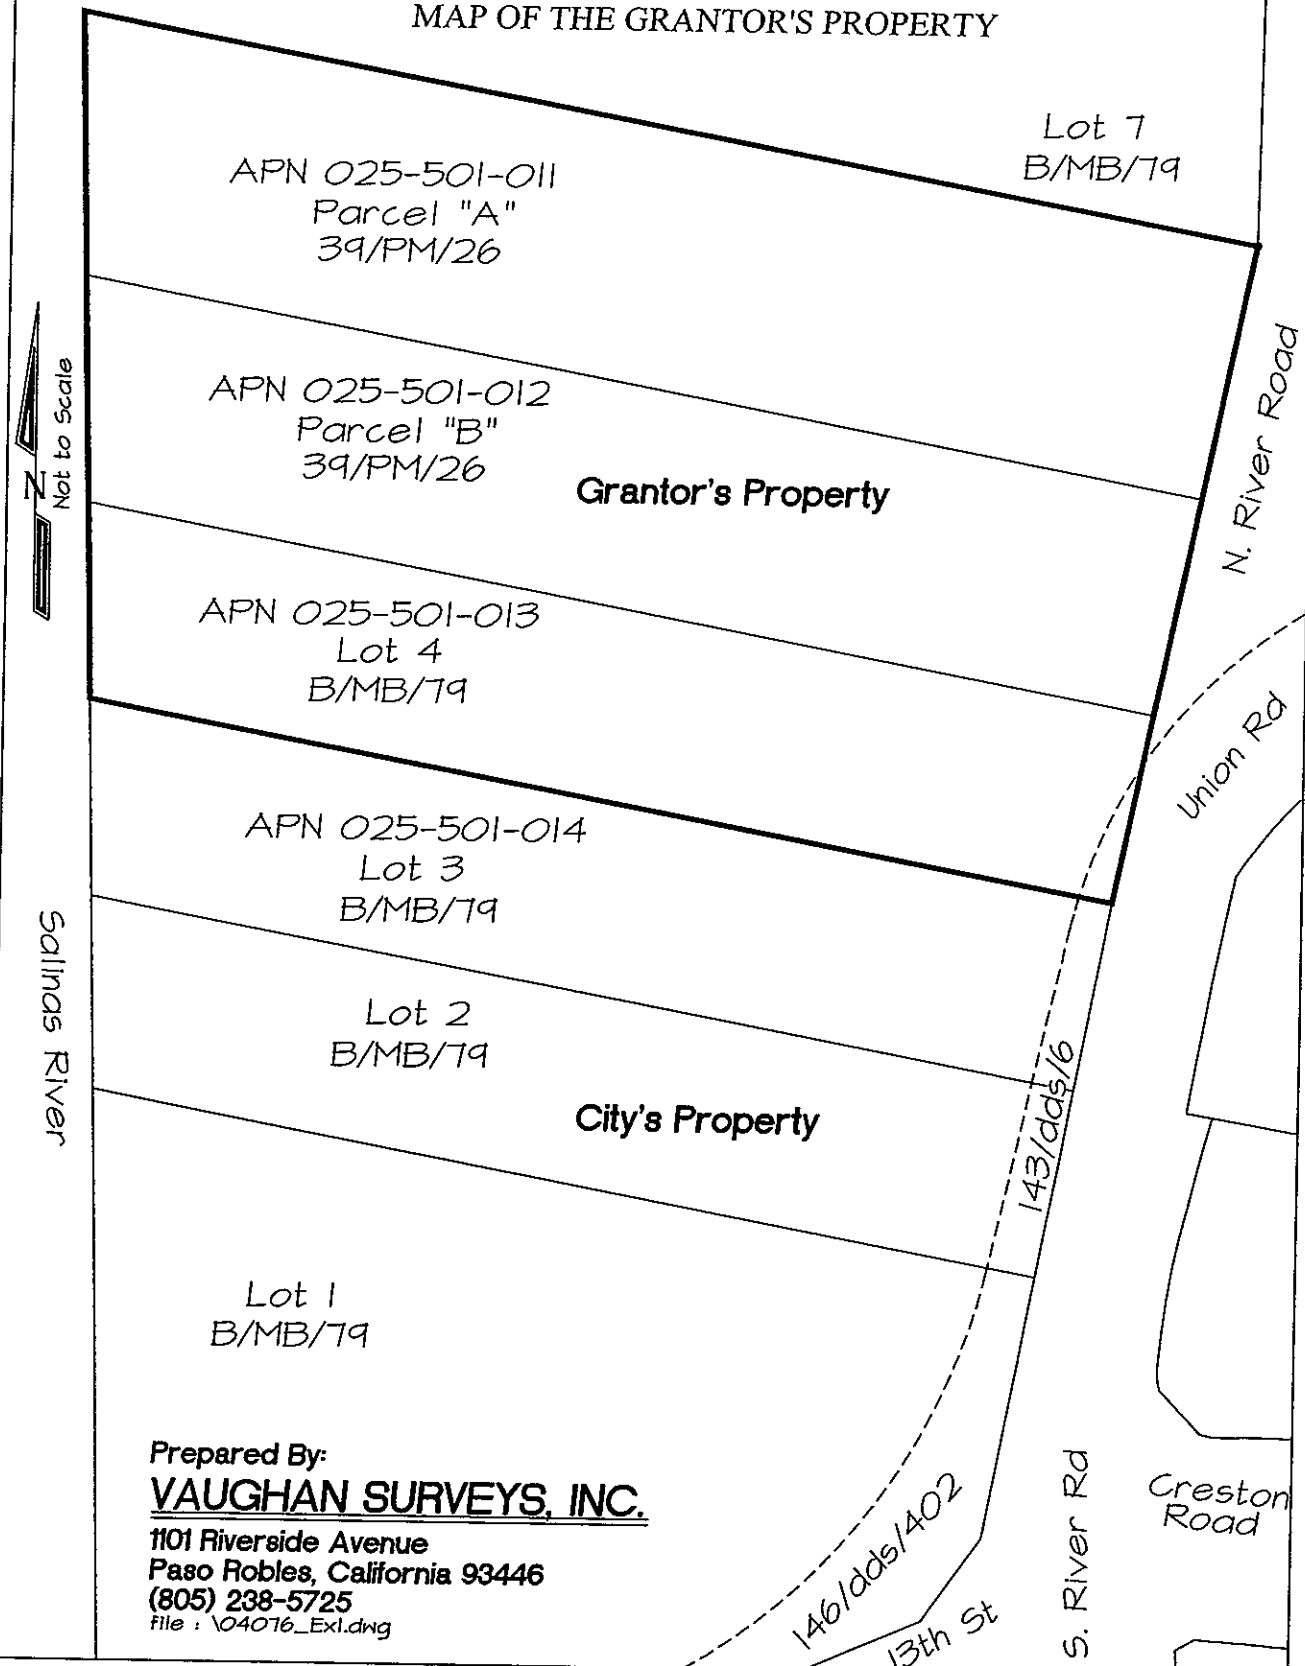 MAP OF THE GRANTOR'S PROPERTY
Lot 7
B/MB/79
APN 025-501-011
Parcel "A"
39/PM/26
N
Not to Scale
APN 025-501-012
Parcel "B"
39/PM/26
Grantor's Property
N. River Road
APN 025-501-013
Lot 4
B/MB/79
Union Rd
APN 025-501-014
Lot 3
B/MB/79
Salinas River
Lot 2
B/MB/79
City's Property
143/dds/6
Lot 1
B/MB/79
Prepared By:
VAUGHAN SURVEYS, INC.
1101 Riverside Avenue
Paso Robles, California 93446
(805) 238-5725
file : \04076_Ex1.dwg
146/dds/402
13th St
S. River Rd
Creston
Road